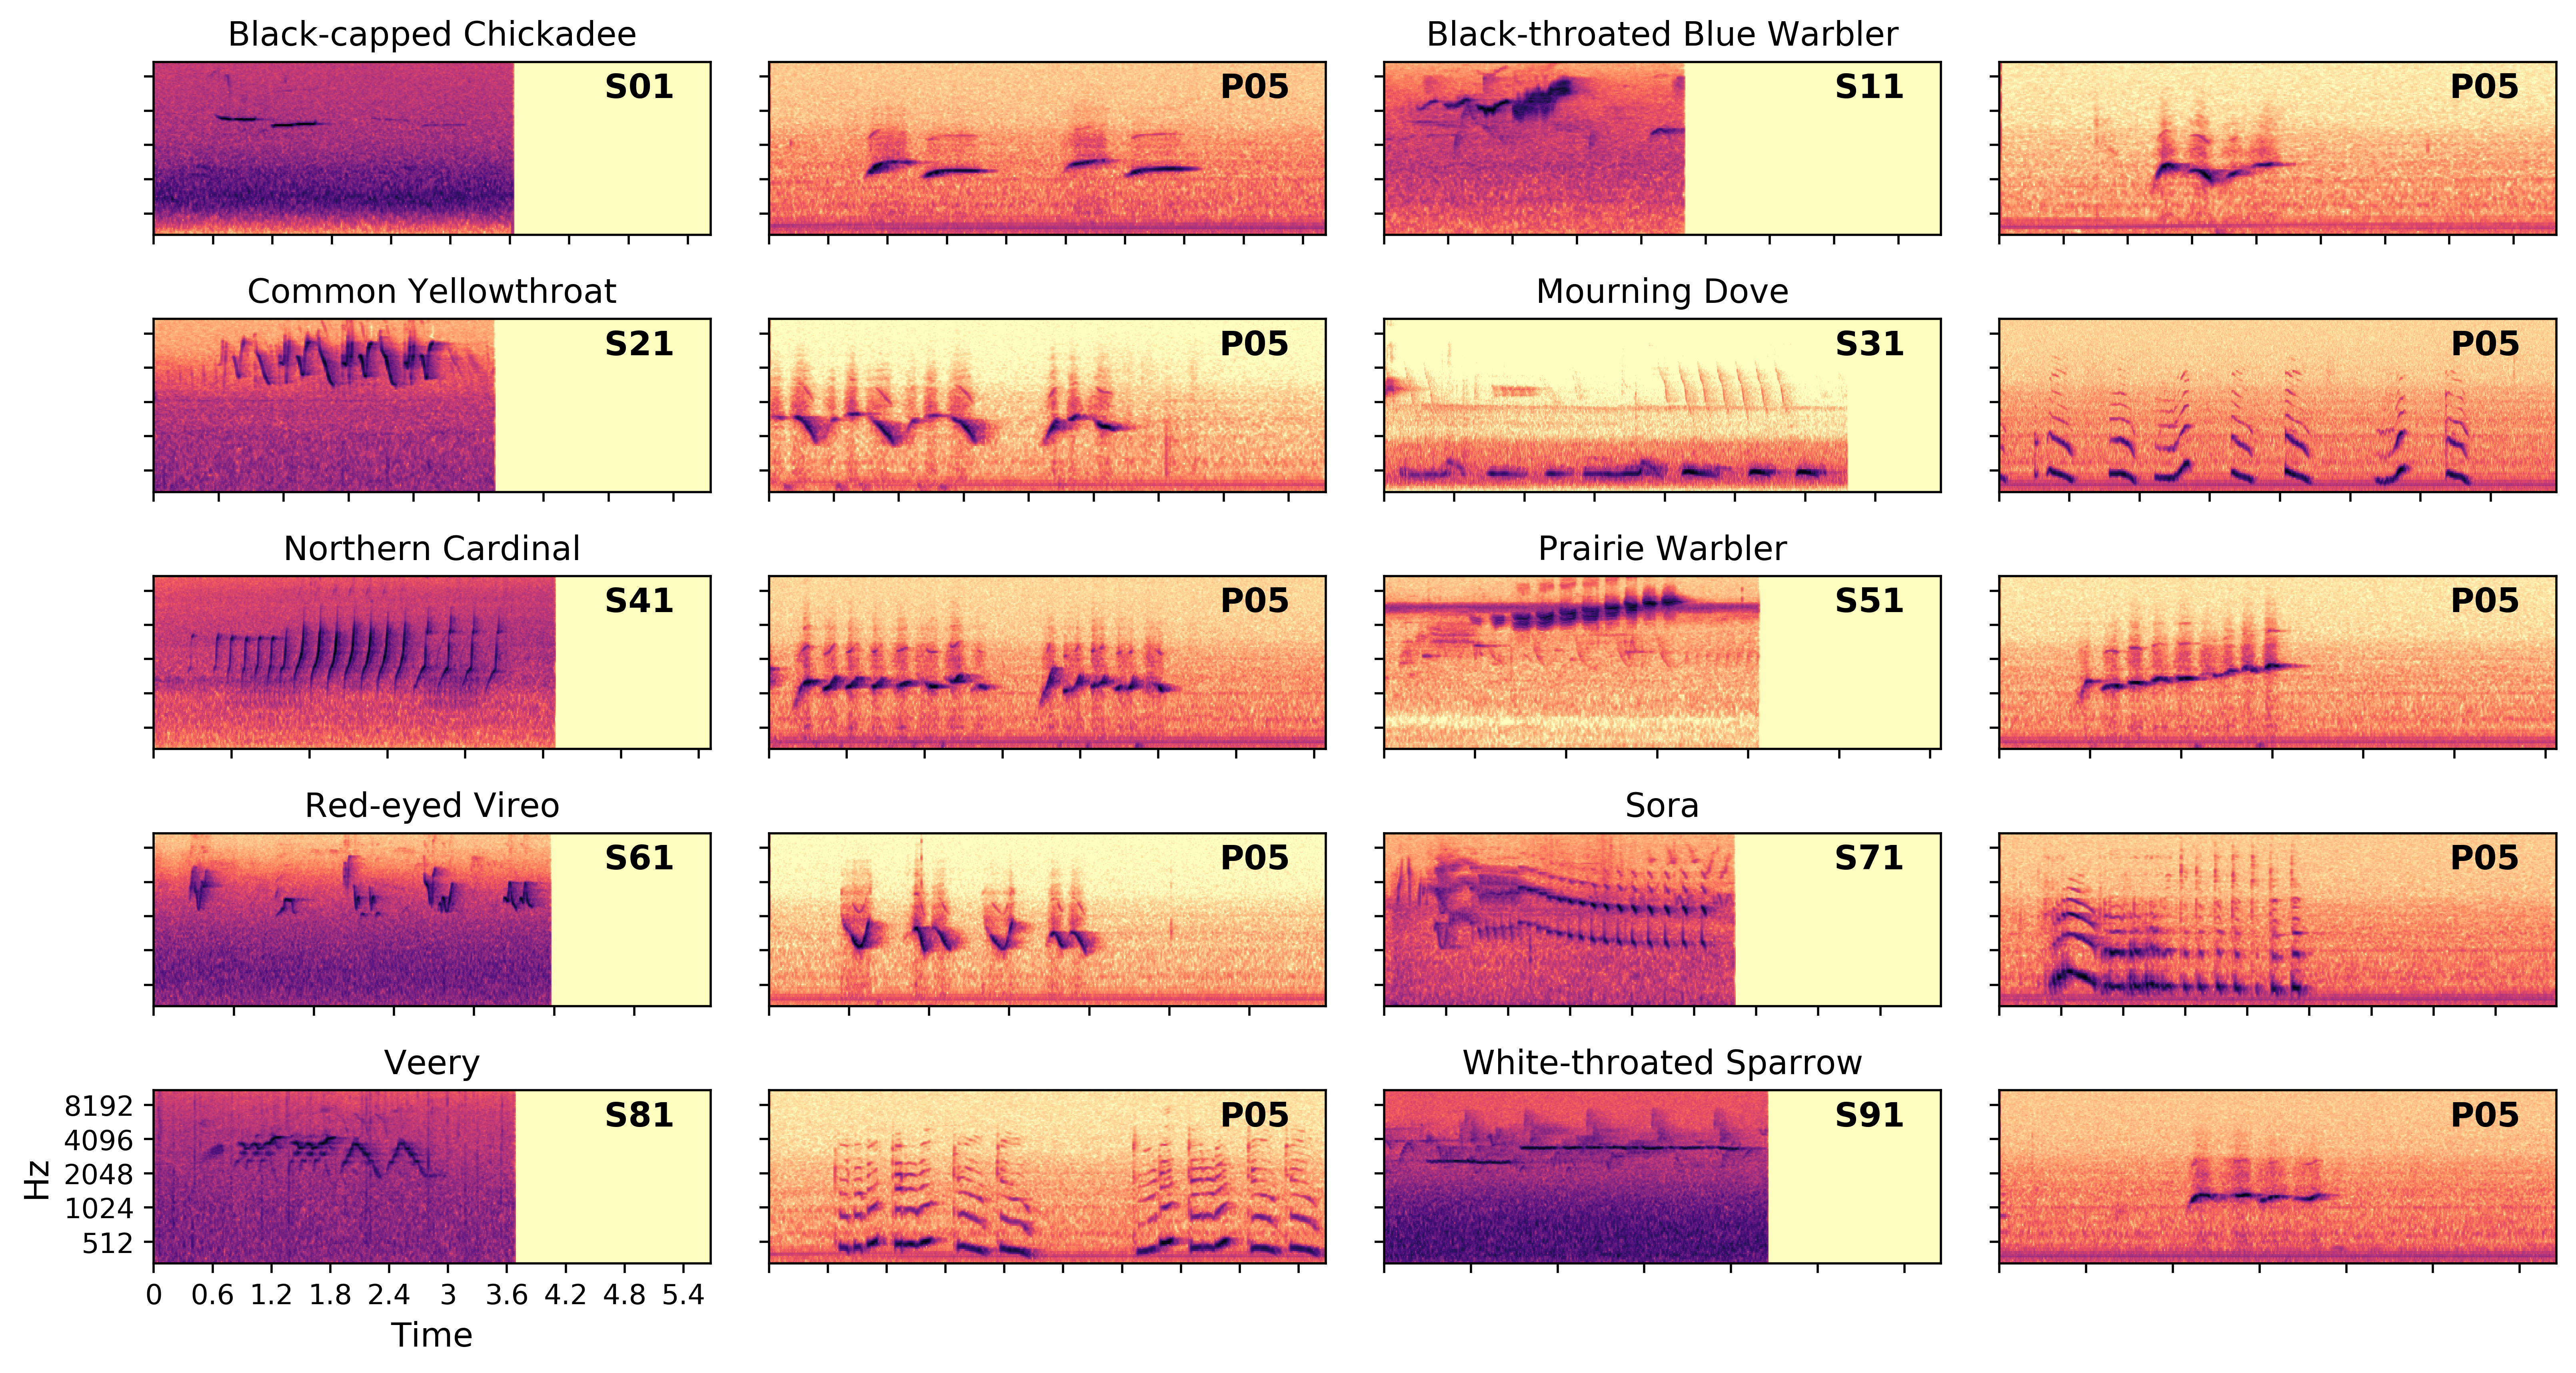 Black-capped Chickadee
Black-throated Blue Warbler
S01
P05
S11
P05
Common Yellowthroat
Mourning Dove
S21
P05
S31
P05
Northern Cardinal
Prairie Warbler
S41
P05
S51
P05
Red-eyed Vireo
Sora
S61
P05
S71
P05
Veery
White-throated Sparrow
S81
P05
S91
P05
8192
4096
2048
1024
512
Hz
0 0.6 1.2 1.8 2.4 3 3.6 4.2 4.8 5.4
Time